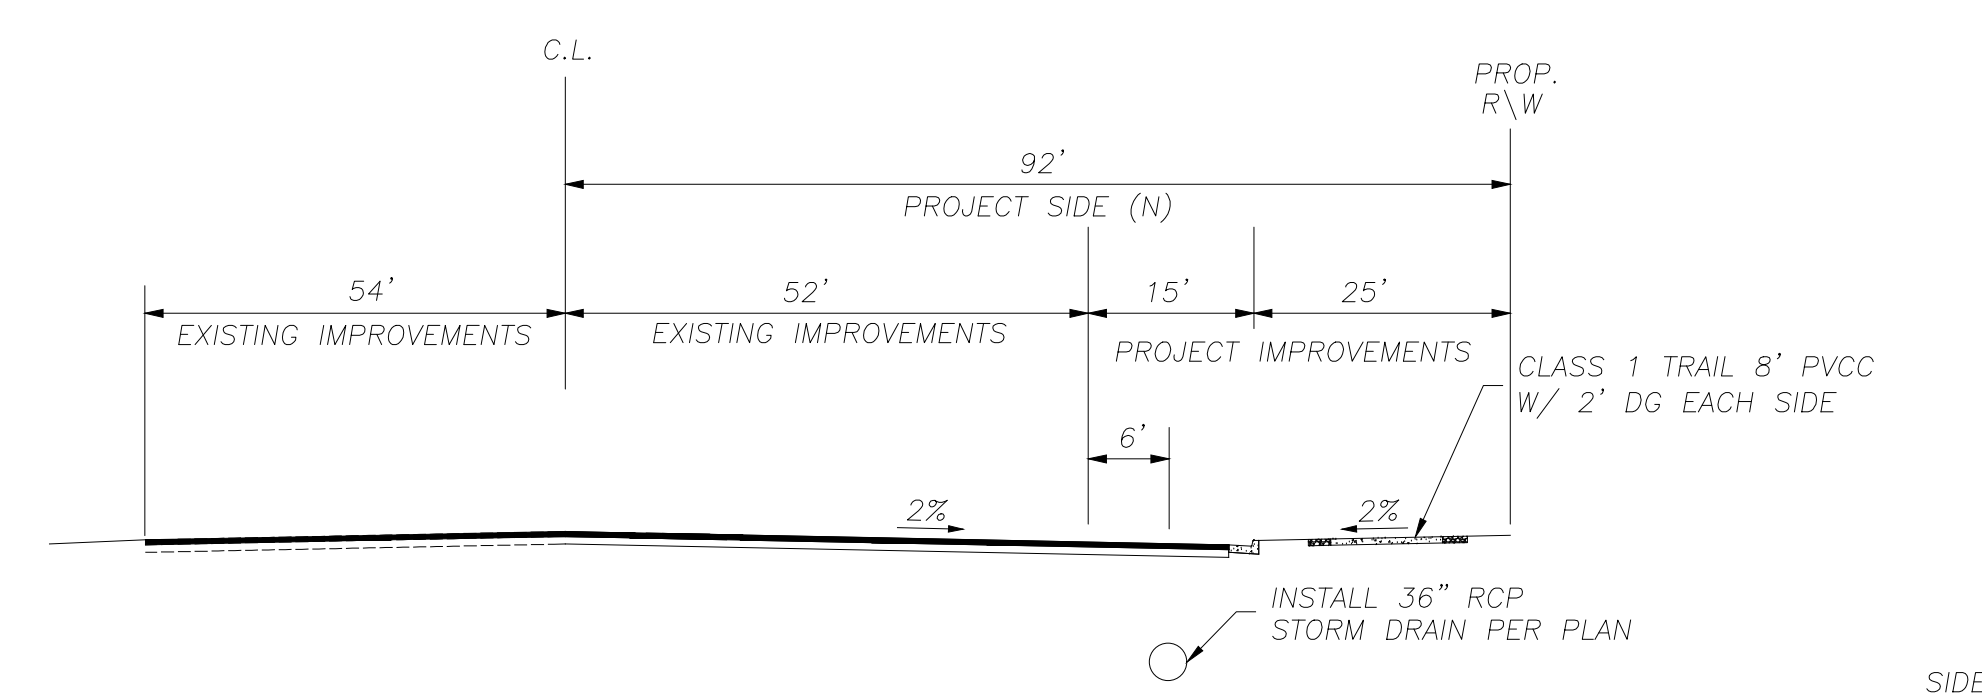 C.L.
PROP.
R\W
92’
PROJECT SIDE (N)
54’
52’
15’
25’
EXISTING IMPROVEMENTS
EXISTING IMPROVEMENTS
PROJECT IMPROVEMENTS
CLASS 1 TRAIL 8’ PVCC
W/ 2’ DG EACH SIDE
6’
2%
2%
INSTALL 36” RCP
STORM DRAIN PER PLAN
SIDE